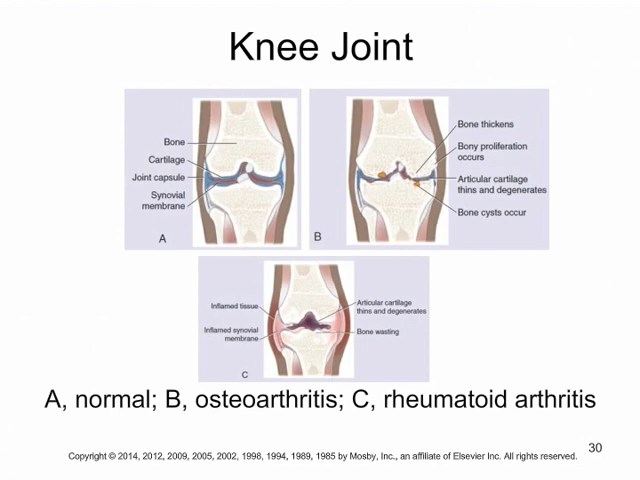 Knee Joint
Bone
Cartilage
Joint capsule
Synovial
membrane
A
Bone thickens
Bony proliferation
occurs
Articular cartilage
thins and degenerates
Bone cysts occur
B
Inflamed tissue
Inflamed synovial
membrane
Articular cartilage
thins and degenerates
Bone wasting
C
A, normal; B, osteoarthritis; C, rheumatoid arthritis
30
Copyright © 2014, 2012, 2009, 2005, 2002, 1998, 1994, 1989, 1985 by Mosby, Inc., an affiliate of Elsevier Inc. All rights reserved.